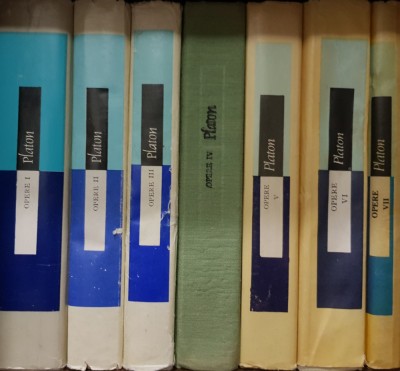 Platon
OPERE I
Platon
OPERE II
Platon
OPERE III
Platon
OPERE IV
Platon
OPERE
V
Platon
OPERE
VI
Platon
OPERE
VII